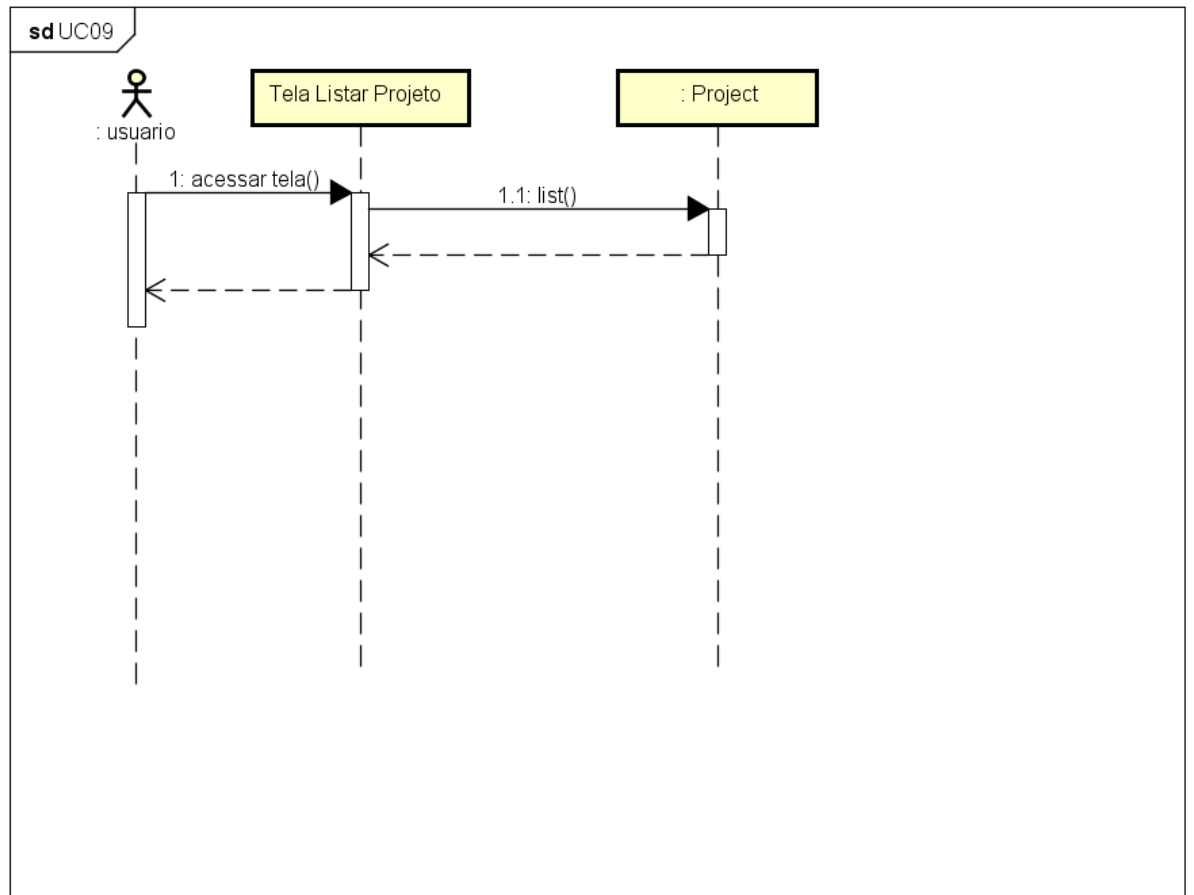 sd UC09
Tela Listar Projeto
: Project
: usuario
1: acessar tela()
1.1: list()